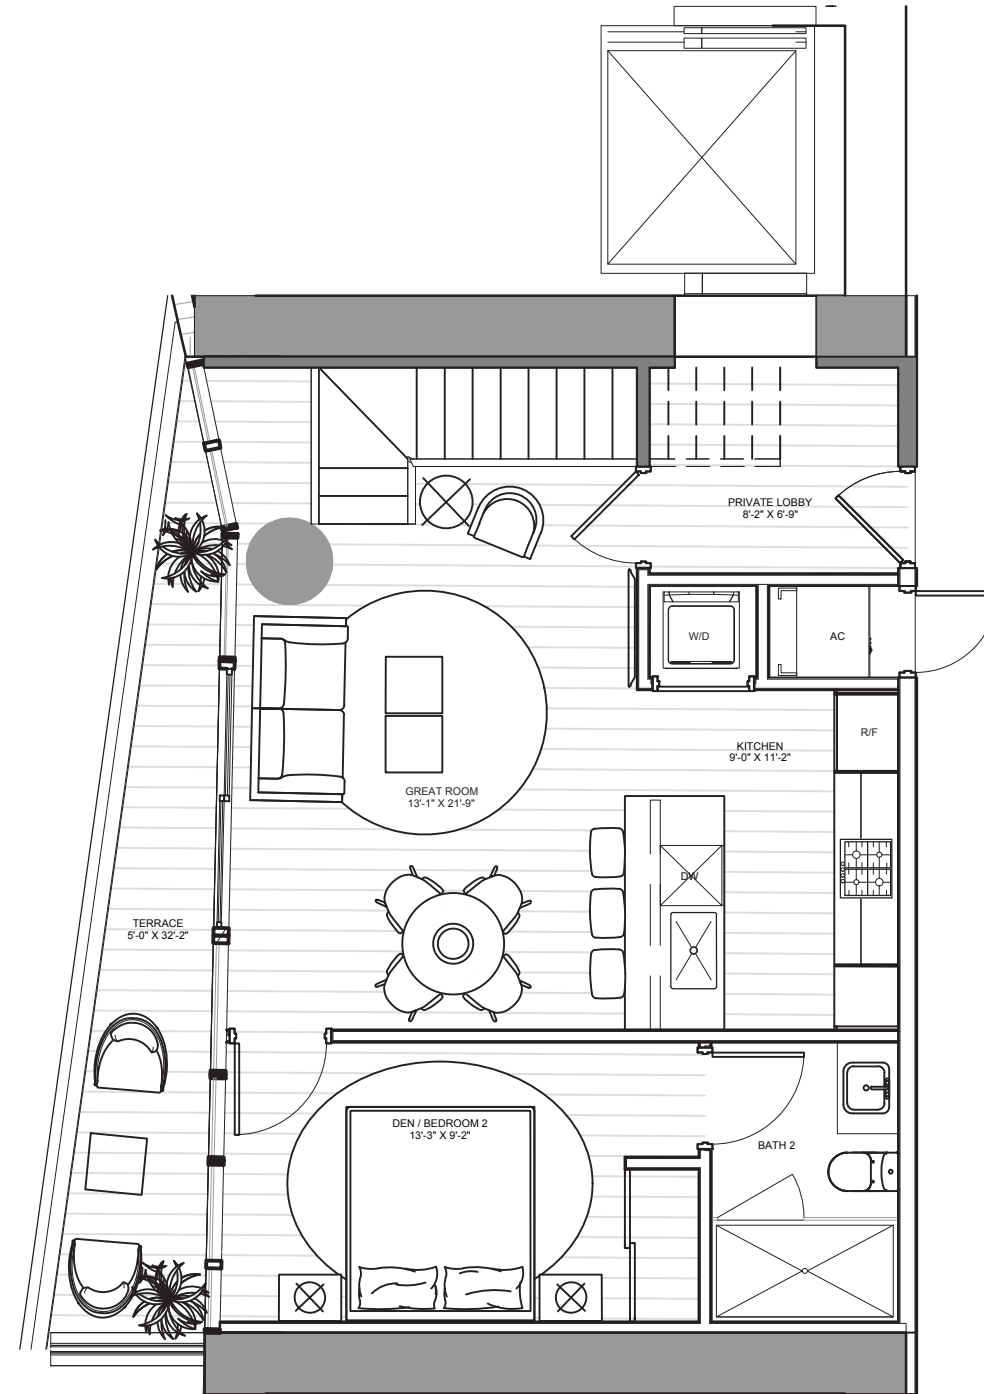 PRIVATE LOBBY
8'-2" X 6'-9"
W/D
AC
R/F
KITCHEN
9'-0" X 11'-2"
GREAT ROOM
13'-1" X 21'-9"
DW
TERRACE
5'-0" X 32'-2"
DEN / BEDROOM 2
13'-3" X 9'-2"
BATH 2